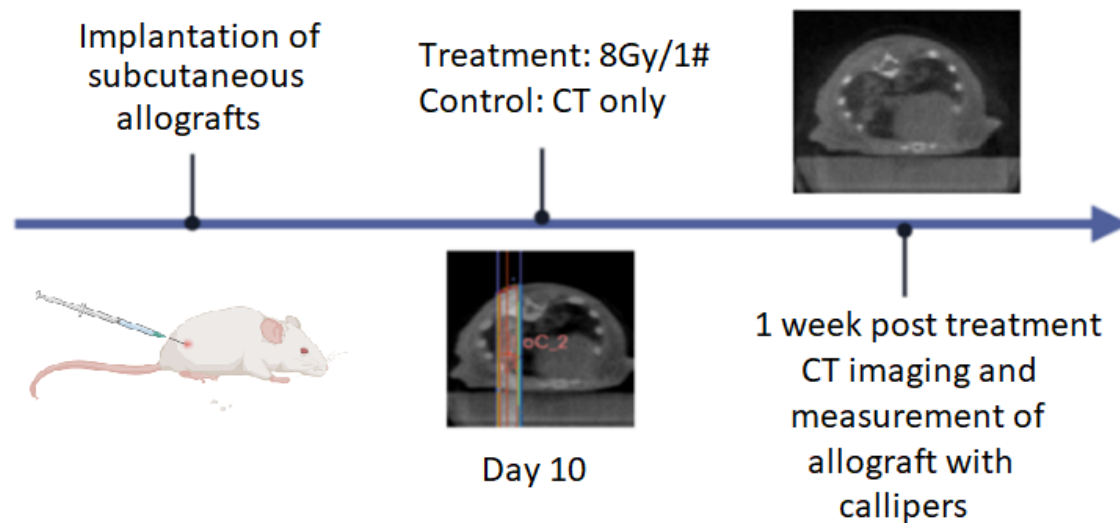 Implantation of
subcutaneous
allografts
Treatment: 8Gy/1#
Control: CT only
oC_2
Day 10
1 week post treatment
CT imaging and
measurement of
allograft with
callipers